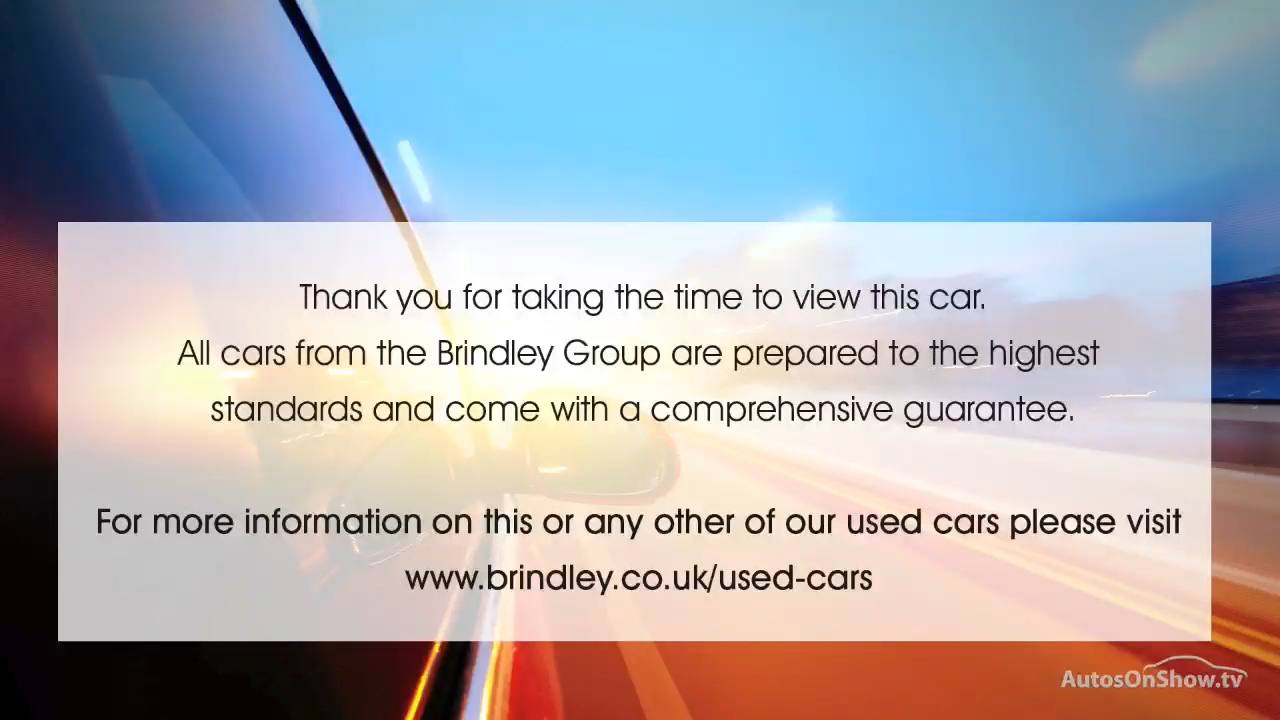 Thank you for taking the time to view this car.
All cars from the Brindley Group are prepared to the highest
standards and come with a comprehensive guarantee.
For more information on this or any other of our used cars please visit
www.brindley.co.uk/used-cars
AutosOnShow.tv